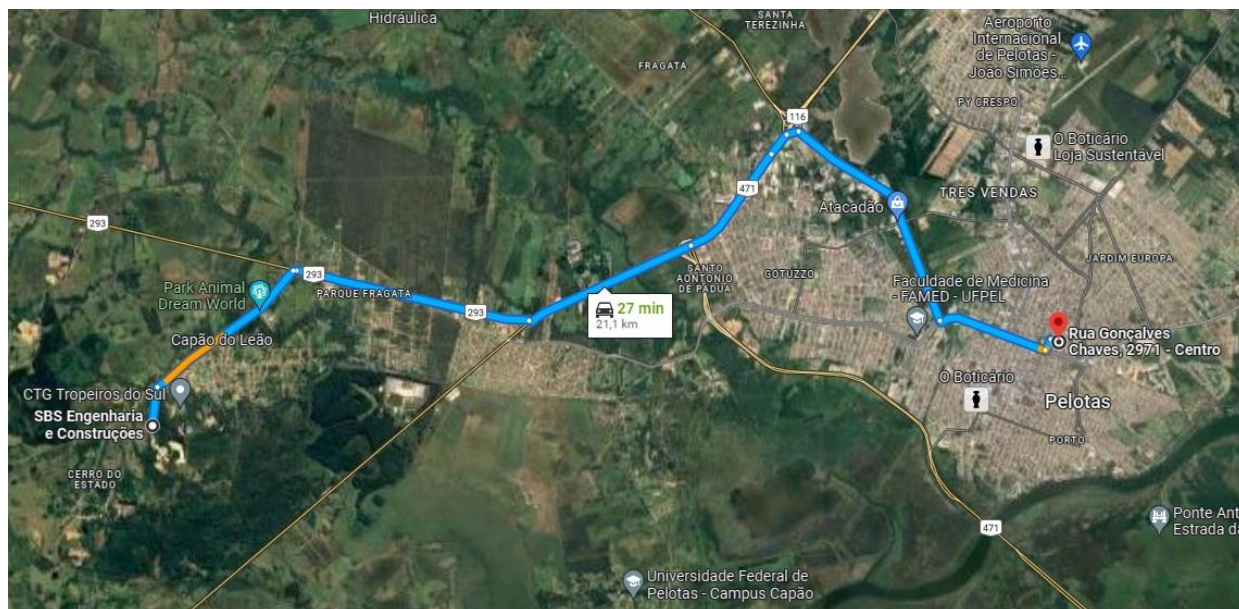 Hidráulica
SANTA
TEREZINHA
Aeroporto
Internacional
de Pelotas -
João Simões...
FRAGATA
PY CRESPO
116
O Boticário
Loja Sustentável
471
TRES VENDAS
Atacadão
293
293
JARDIM EUROPA
SANTO
AONTONIO
DE PADUA
GOTUZZO
Park Animal
Dream World
PARQUE FRAGATA
Faculdade de Medicina
- FAMED - UFPEL
27 min
21,1 km
293
Capão do Leão
Rua Gonçalves
Chaves, 2971 - Centro
O Boticário
CTG Tropeiros do Sul
Pelotas
SBS Engenharia
e Construções
PORTO
CERRO DO
ESTADO
471
Ponte Ant
Estrada da
Universidade Federal de
Pelotas - Campus Capão